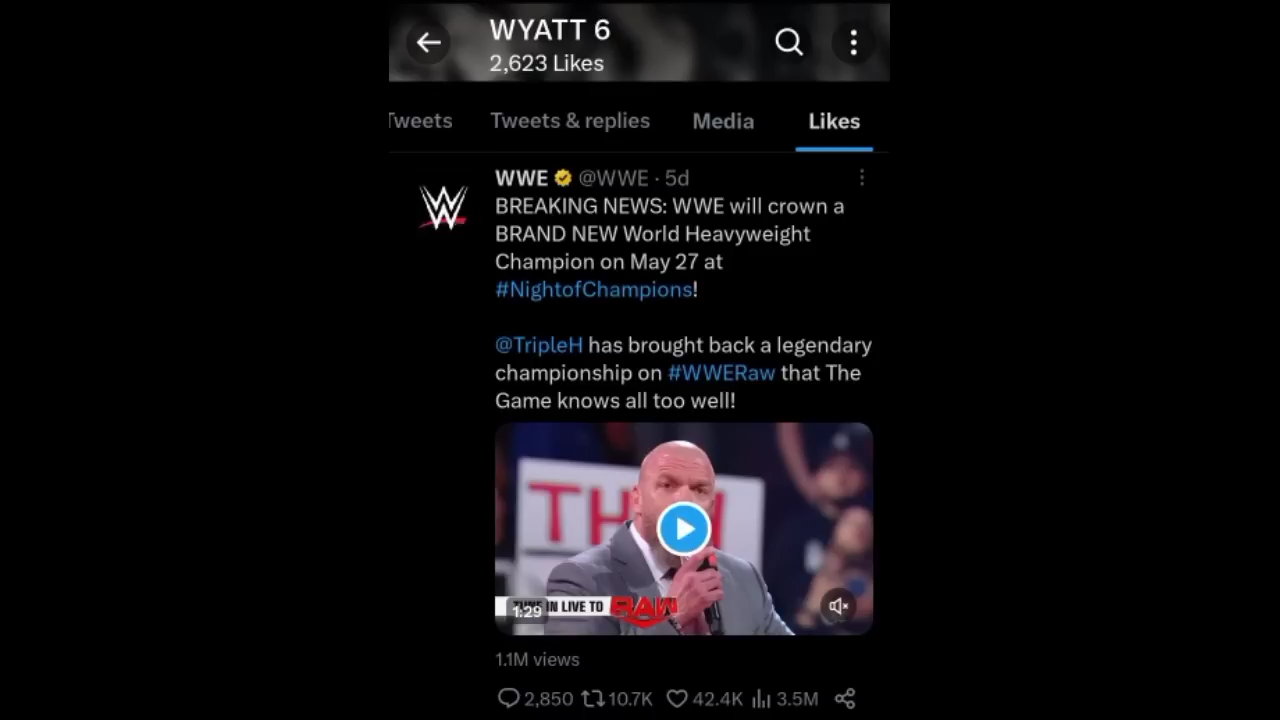 WYATT 6
2,623 Likes
Tweets Tweets & replies Media Likes
WWE @WWE · 5d
BREAKING NEWS: WWE will crown a
BRAND NEW World Heavyweight
Champion on May 27 at
#NightofChampions!
@TripleH has brought back a legendary
championship on #WWERaw that The
Game knows all too well!
TH
1:29 IN LIVE TO RAW
1.1M views
2,850 10.7K 42.4K 3.5M